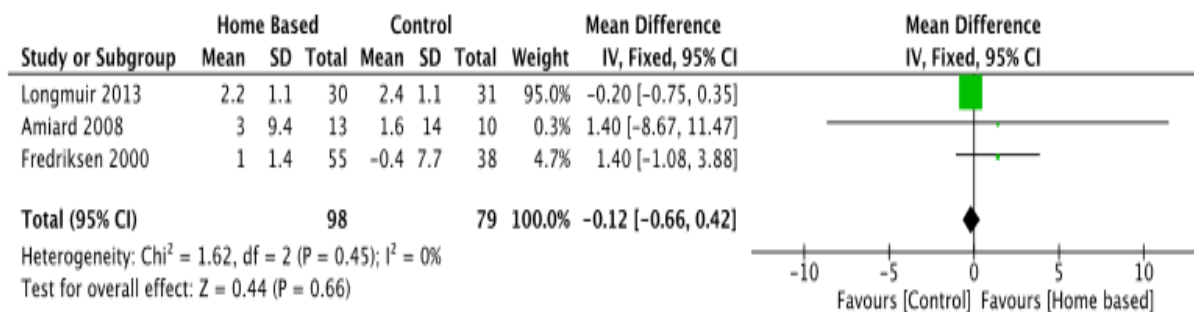 Home Based Control Mean Difference Mean Difference
Study or Subgroup Mean SD Total Mean SD Total Weight IV, Fixed, 95% CI IV, Fixed, 95% CI
Longmuir 2013 2.2 1.1 30 2.4 1.1 31 95.0% −0.20 [−0.75, 0.35]
Amiard 2008 3 9.4 13 1.6 14 10 0.3% 1.40 [−8.67, 11.47]
Fredriksen 2000 1 1.4 55 −0.4 7.7 38 4.7% 1.40 [−1.08, 3.88]
Total (95% CI) 98 79 100.0% −0.12 [−0.66, 0.42]
Heterogeneity: Chi² = 1.62, df = 2 (P = 0.45); I² = 0%
Test for overall effect: Z = 0.44 (P = 0.66)
−10 −5 0 5 10
Favours [Control] Favours [Home based]